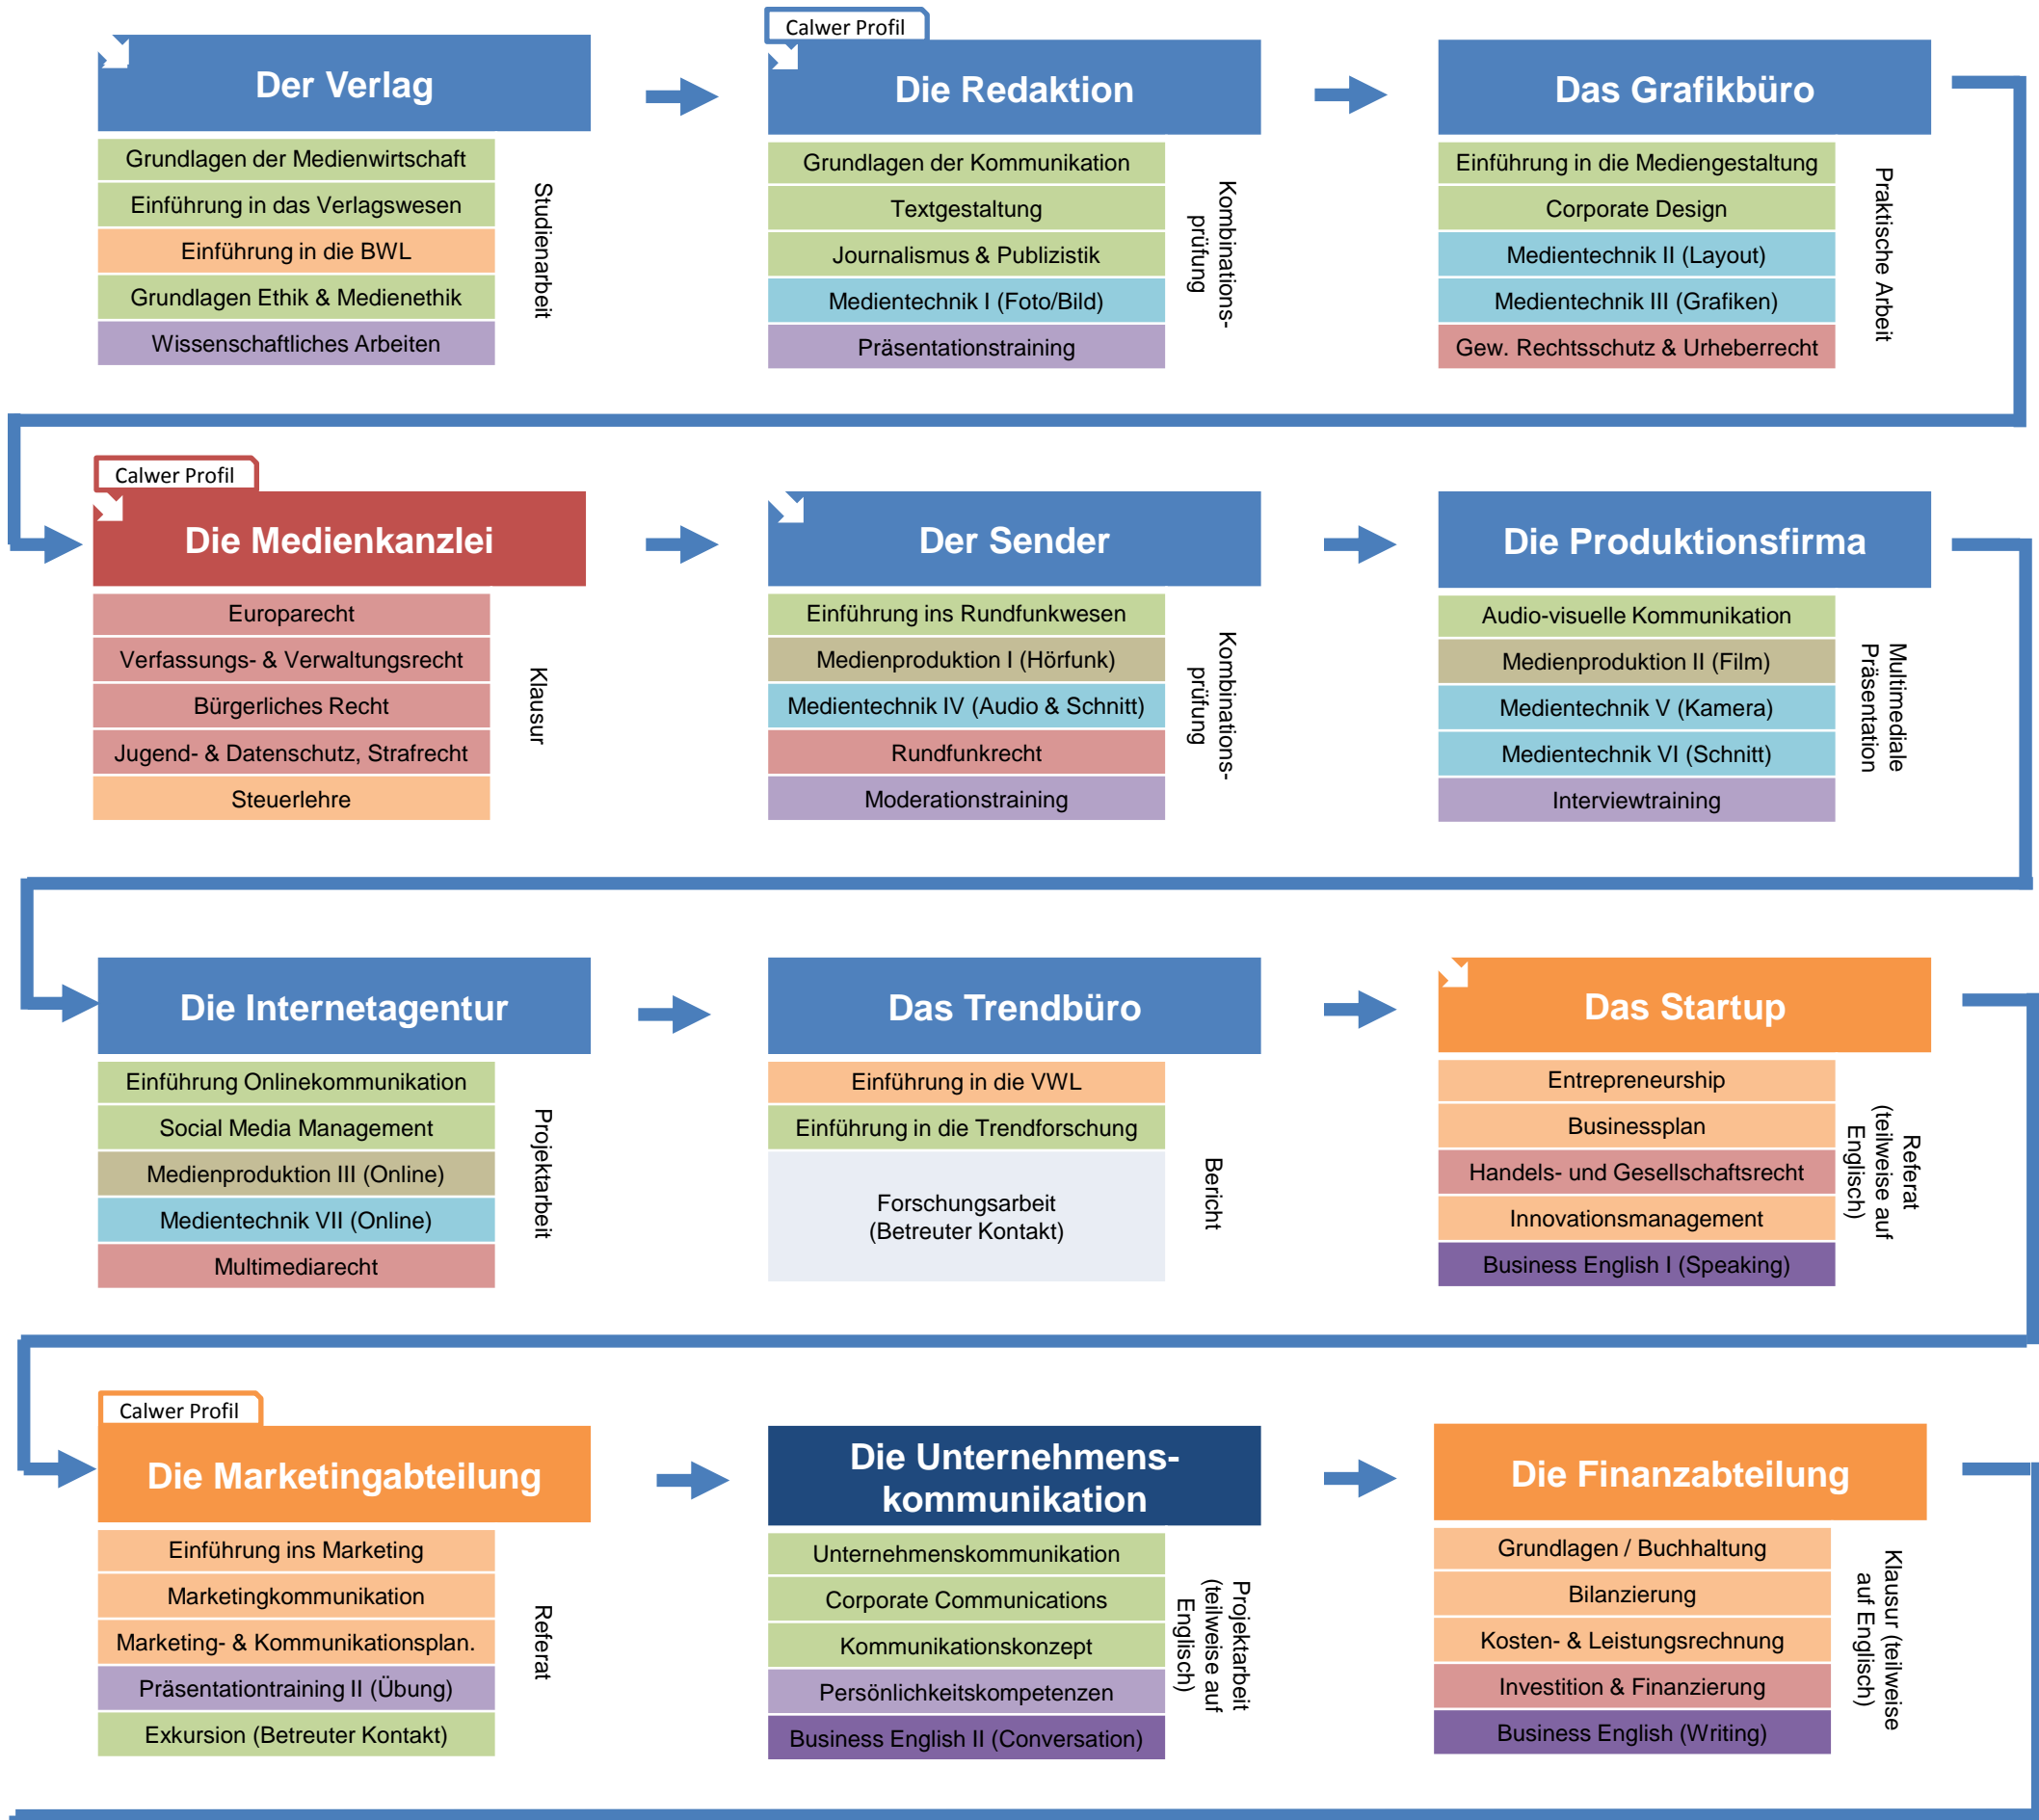 Der Verlag
Grundlagen der Medienwirtschaft
Einführung in das Verlagswesen
Einführung in die BWL
Grundlagen Ethik & Medienethik
Wissenschaftliches Arbeiten
Studienarbeit
Calwer Profil
Die Redaktion
Grundlagen der Kommunikation
Textgestaltung
Journalismus & Publizistik
Medientechnik I (Foto/Bild)
Präsentationstraining
Kombinations-
prüfung
Das Grafikbüro
Einführung in die Mediengestaltung
Corporate Design
Medientechnik II (Layout)
Medientechnik III (Grafiken)
Gew. Rechtsschutz & Urheberrecht
Praktische Arbeit
Calwer Profil
Die Medienkanzlei
Europarecht
Verfassungs- & Verwaltungsrecht
Bürgerliches Recht
Jugend- & Datenschutz, Strafrecht
Steuerlehre
Klausur
Der Sender
Einführung ins Rundfunkwesen
Medienproduktion I (Hörfunk)
Medientechnik IV (Audio & Schnitt)
Rundfunkrecht
Moderationstraining
Kombinations-
prüfung
Die Produktionsfirma
Audio-visuelle Kommunikation
Medienproduktion II (Film)
Medientechnik V (Kamera)
Medientechnik VI (Schnitt)
Interviewtraining
Multimediale
Präsentation
Die Internetagentur
Einführung Onlinekommunikation
Social Media Management
Medienproduktion III (Online)
Medientechnik VII (Online)
Multimediarecht
Projektarbeit
Das Trendbüro
Einführung in die VWL
Einführung in die Trendforschung
Forschungsarbeit
(Betreuter Kontakt)
Bericht
Das Startup
Entrepreneurship
Businessplan
Handels- und Gesellschaftsrecht
Innovationsmanagement
Business English I (Speaking)
Referat
(teilweise auf
Englisch)
Calwer Profil
Die Marketingabteilung
Einführung ins Marketing
Marketingkommunikation
Marketing- & Kommunikationsplan.
Präsentationtraining II (Übung)
Exkursion (Betreuter Kontakt)
Referat
Die Unternehmens-
kommunikation
Unternehmenskommunikation
Corporate Communications
Kommunikationskonzept
Persönlichkeitskompetenzen
Business English II (Conversation)
Projektarbeit
(teilweise auf
Englisch)
Die Finanzabteilung
Grundlagen / Buchhaltung
Bilanzierung
Kosten- & Leistungsrechnung
Investition & Finanzierung
Business English (Writing)
Klausur (teilweise
auf Englisch)